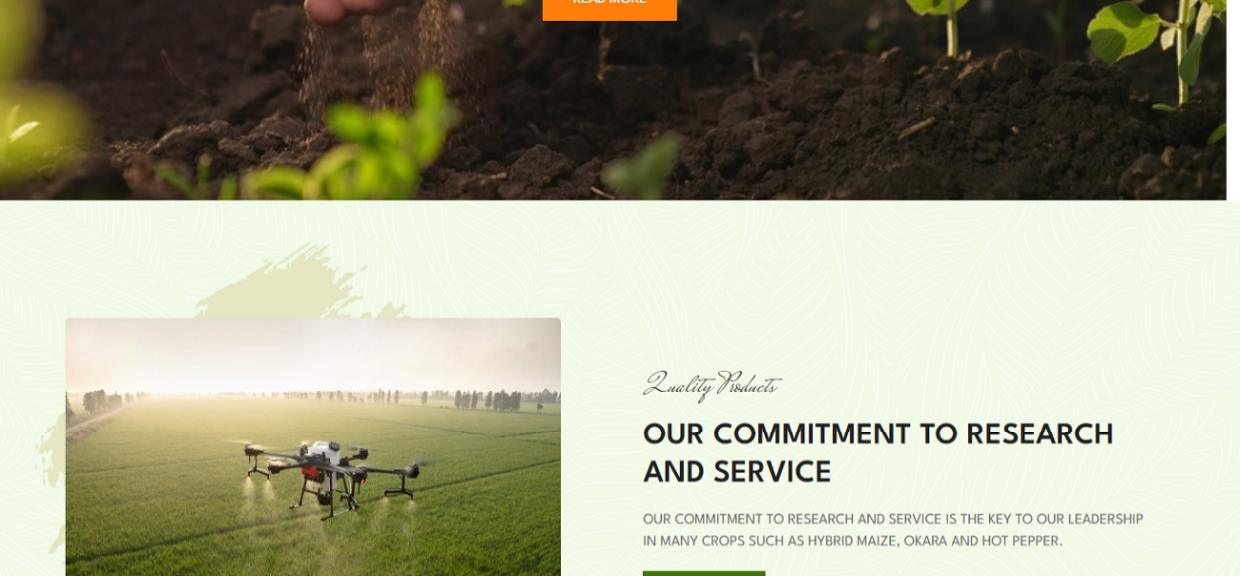 READ MORE
Quality Products
OUR COMMITMENT TO RESEARCH
AND SERVICE
OUR COMMITMENT TO RESEARCH AND SERVICE IS THE KEY TO OUR LEADERSHIP
IN MANY CROPS SUCH AS HYBRID MAIZE, OKARA AND HOT PEPPER.